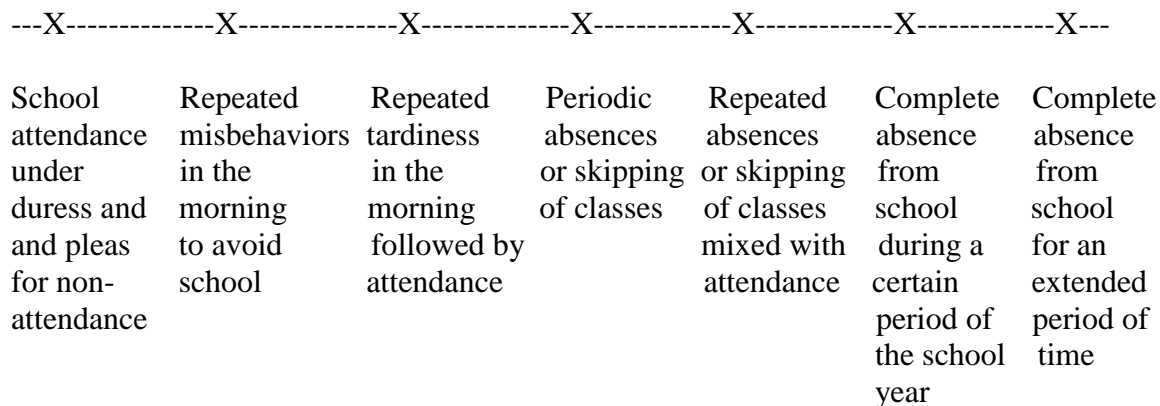 ---X--------------X---------------X--------------X-------------X-------------X-------------X---
School Repeated Repeated Periodic Repeated Complete Complete
attendance misbehaviors tardiness absences absences absence absence
under in the in the or skipping or skipping from from
duress and morning morning of classes of classes school school
and pleas to avoid followed by mixed with during a for an
for non- school attendance attendance certain extended
attendance period of period of
the school time
year